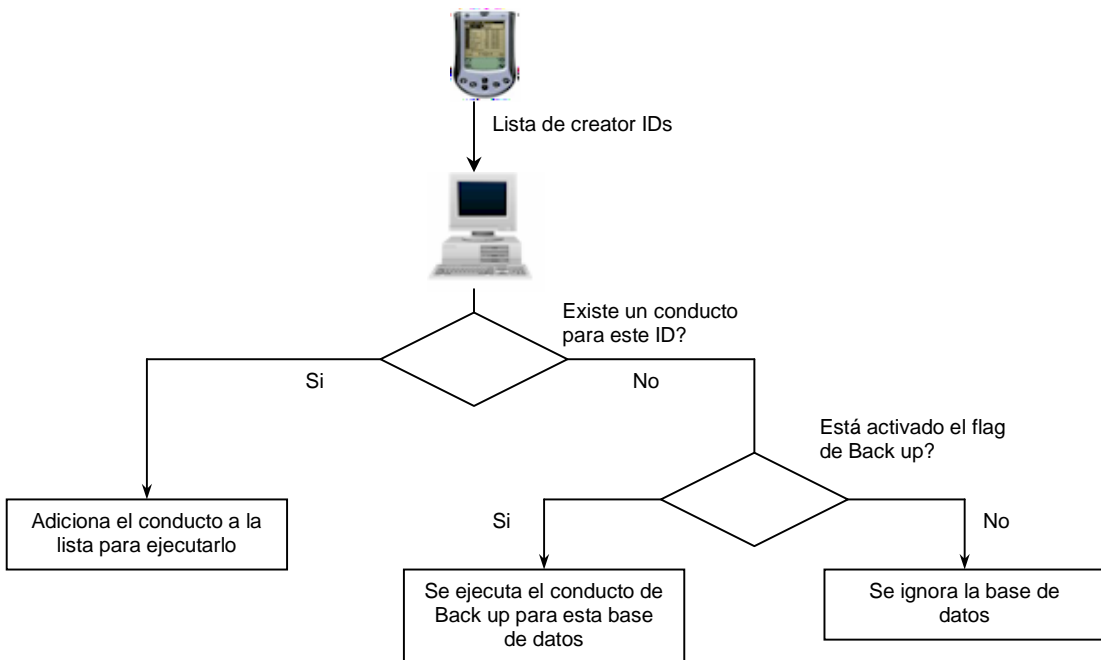 Lista de creator IDs
Existe un conducto
para este ID?
Si
No
Está activado el flag
de Back up?
Adiciona el conducto a la
lista para ejecutarlo
Si
No
Se ejecuta el conducto de
Back up para esta base
de datos
Se ignora la base de
datos